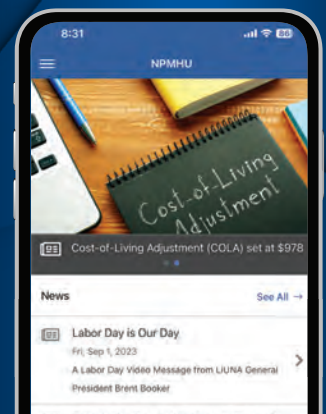 8:31
86
NPMHU
Cost-of-Living
Adjustment
Cost-of-Living Adjustment (COLA) set at $978
News
See All →
Labor Day is Our Day
Fri, Sep 1, 2023
A Labor Day Video Message from LIUNA General
President Brent Booker